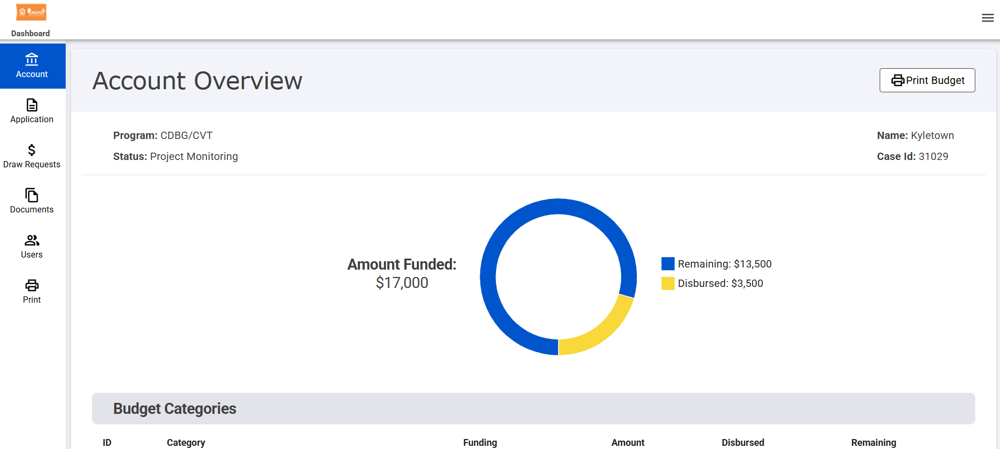 Dashboard
Account
Application
Draw Requests
Documents
Users
Print
Account Overview
Print Budget
Program: CDBG/CVT
Name: Kyletown
Status: Project Monitoring
Case Id: 31029
Amount Funded:
$17,000
Remaining: $13,500
Disbursed: $3,500
Budget Categories
ID Category Funding Amount Disbursed Remaining